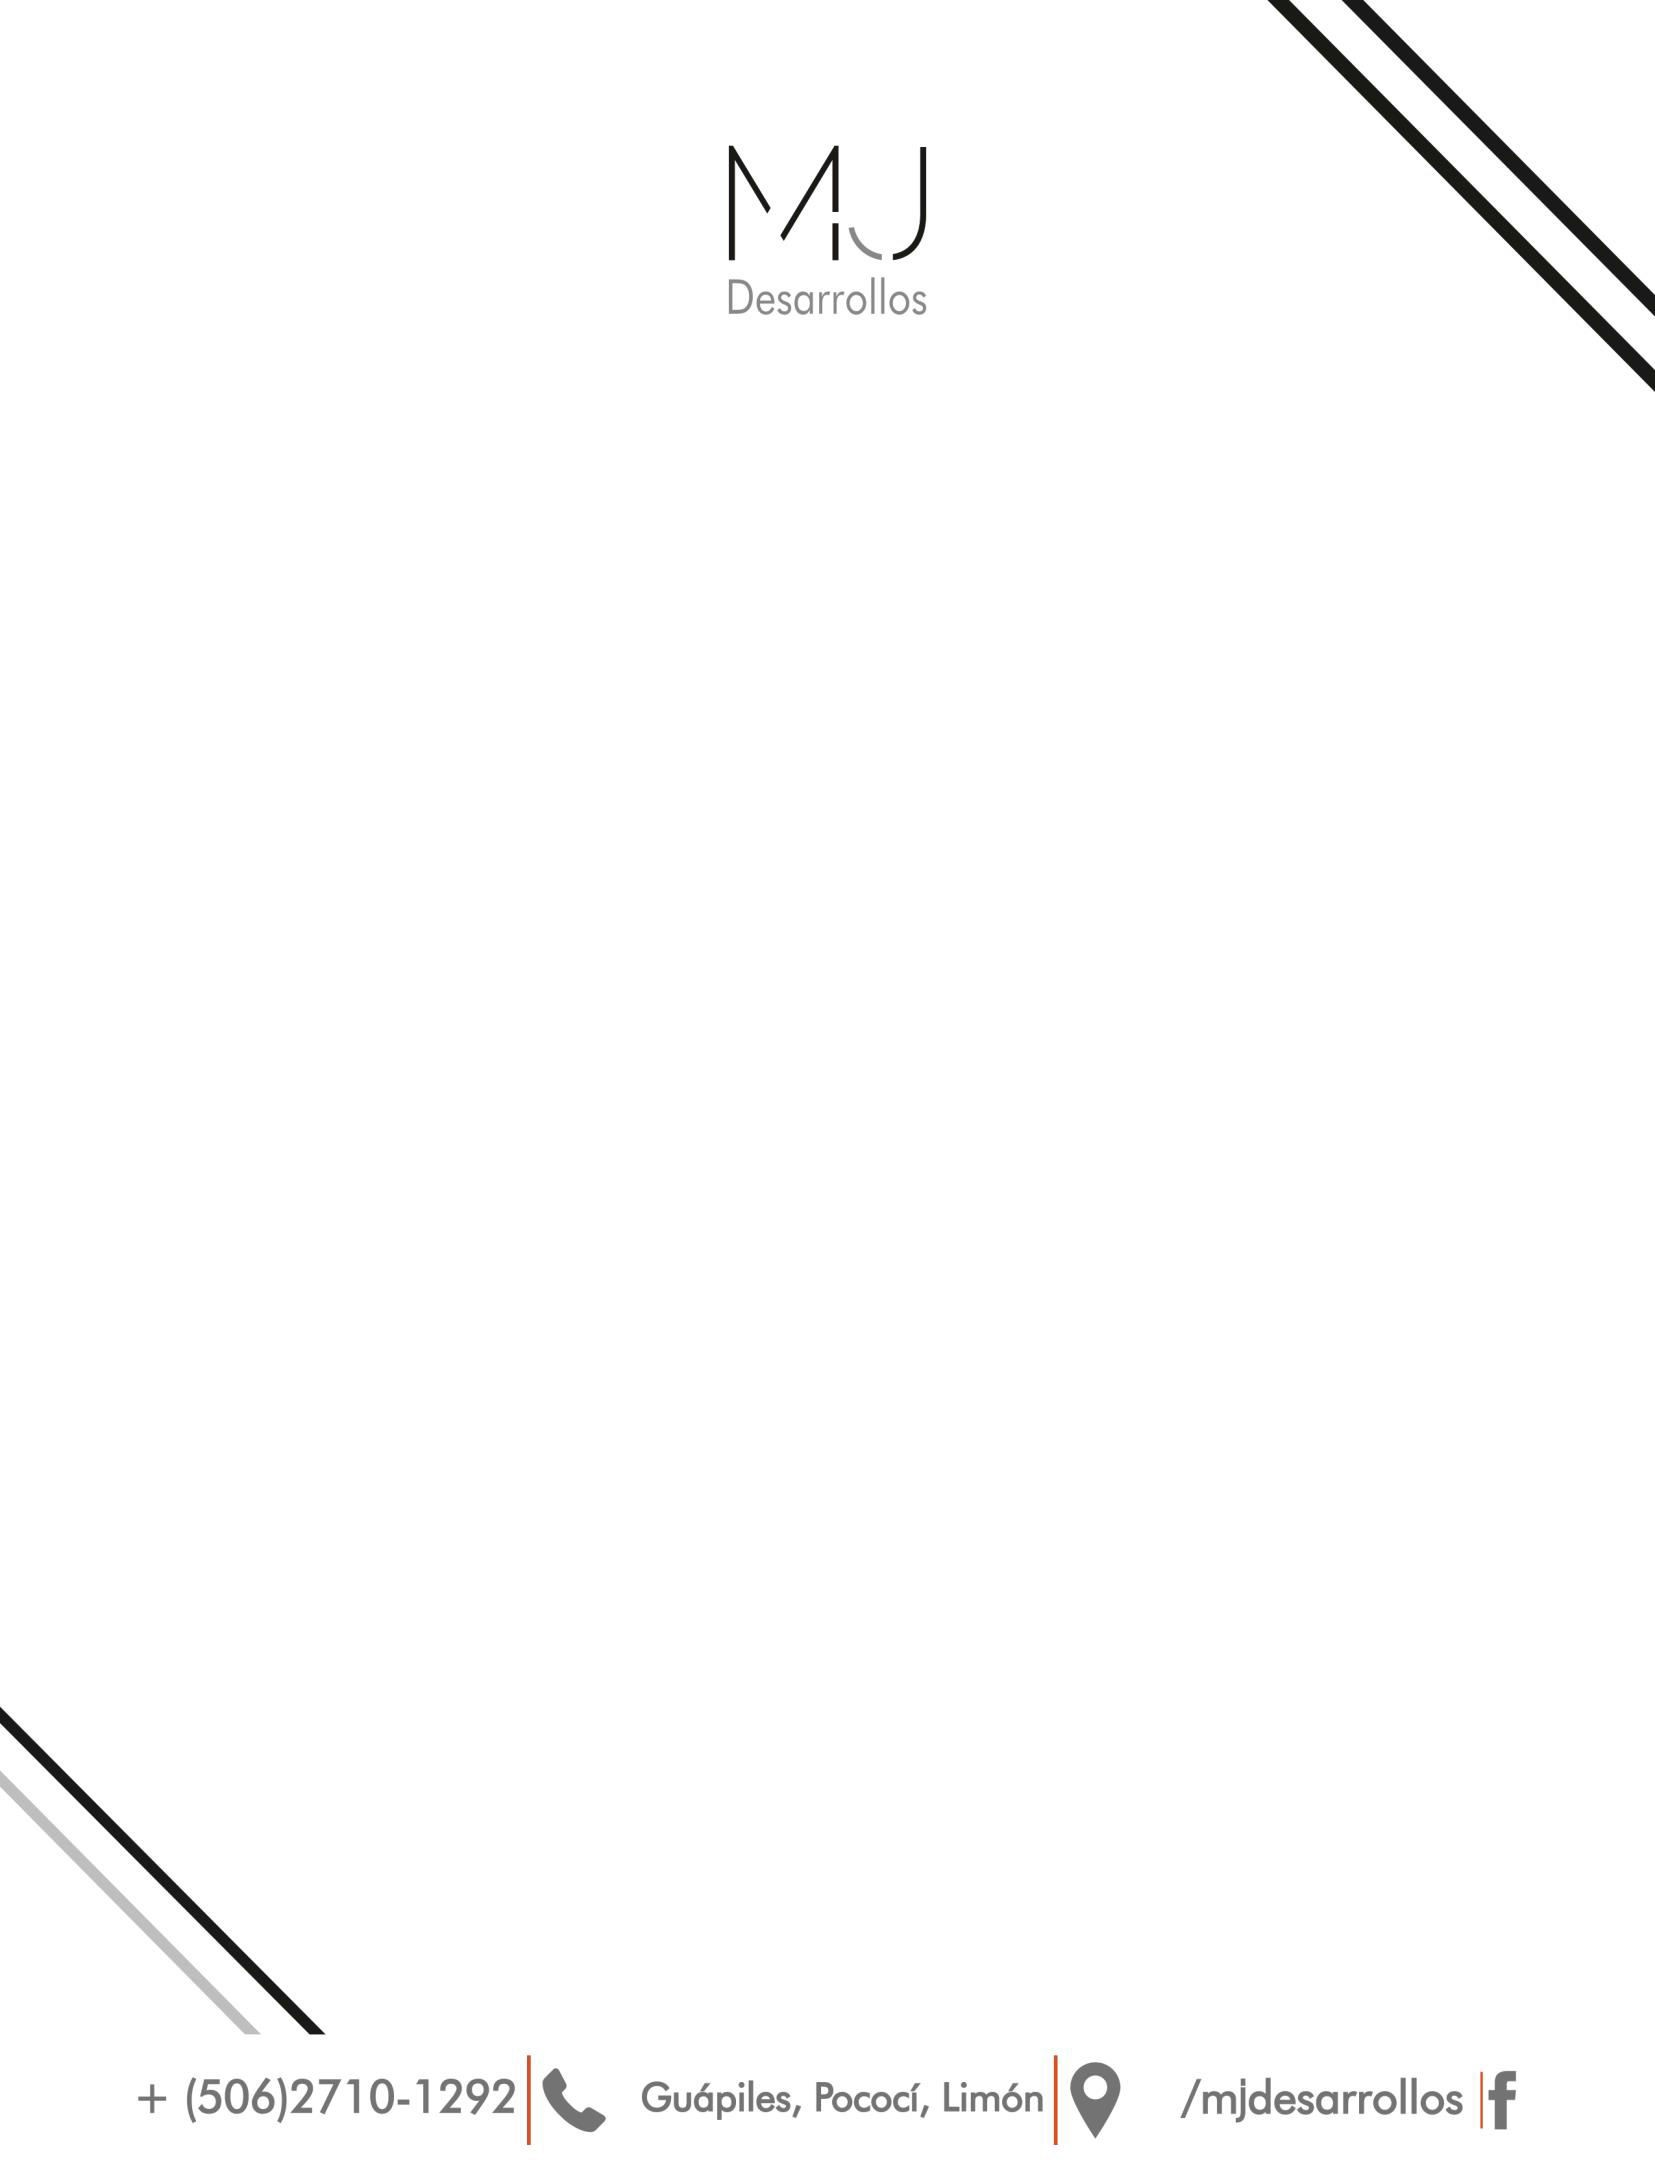 MJ
Desarrollos
+ (506)2710-1292
Guápiles, Pococí, Limón
/mjdesarrollos